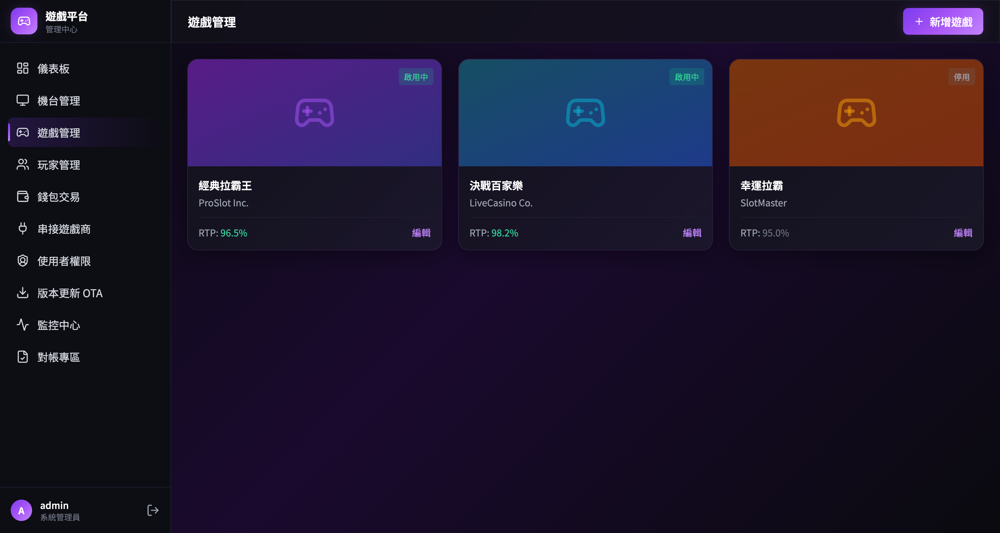 遊戲平台
管理中心
儀表板
機台管理
遊戲管理
玩家管理
錢包交易
串接遊戲商
使用者權限
版本更新 OTA
監控中心
對帳專區
A
admin
系統管理員
遊戲管理
新增遊戲
啟用中
經典拉霸王
ProSlot Inc.
RTP: 96.5%
編輯
啟用中
決戰百家樂
LiveCasino Co.
RTP: 98.2%
編輯
停用
幸運拉霸
SlotMaster
RTP: 95.0%
編輯